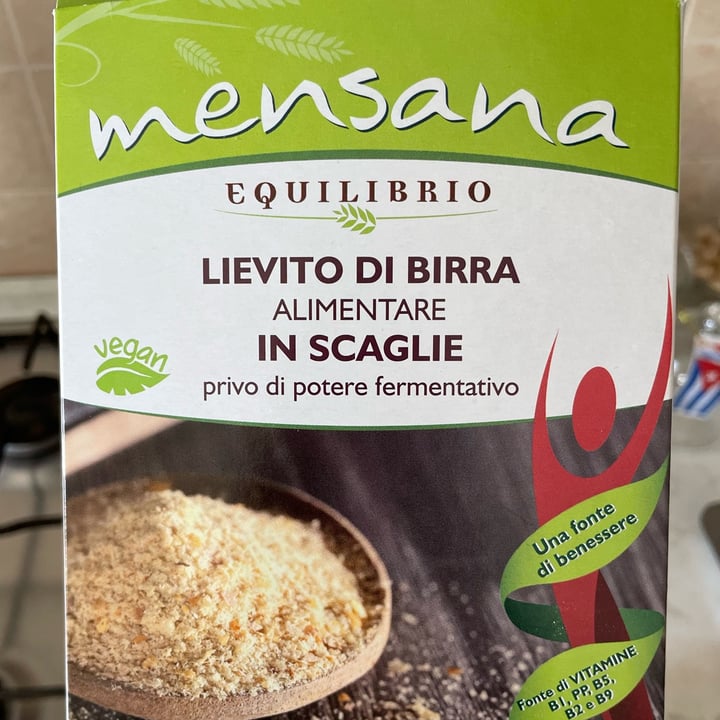 mensana
EQUILIBRIO
LIEVITO DI BIRRA
ALIMENTARE
IN SCAGLIE
privo di potere fermentativo
vegan
Una fonte
di benessere
Fonte di VITAMINE
B1, PP, B5,
B2 e B9